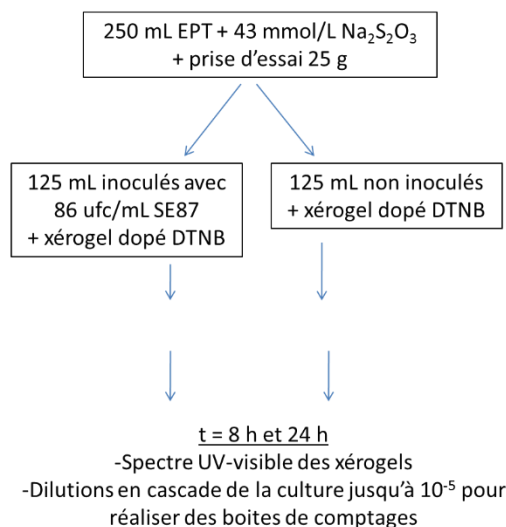 250 mL EPT + 43 mmol/L Na₂S₂O₃
+ prise d’essai 25 g
125 mL inoculés avec
86 ufc/mL SE87
+ xérogel dopé DTNB
125 mL non inoculés
+ xérogel dopé DTNB
t = 8 h et 24 h
-Spectre UV-visible des xérogels
-Dilutions en cascade de la culture jusqu’à 10⁻⁵ pour
réaliser des boites de comptages